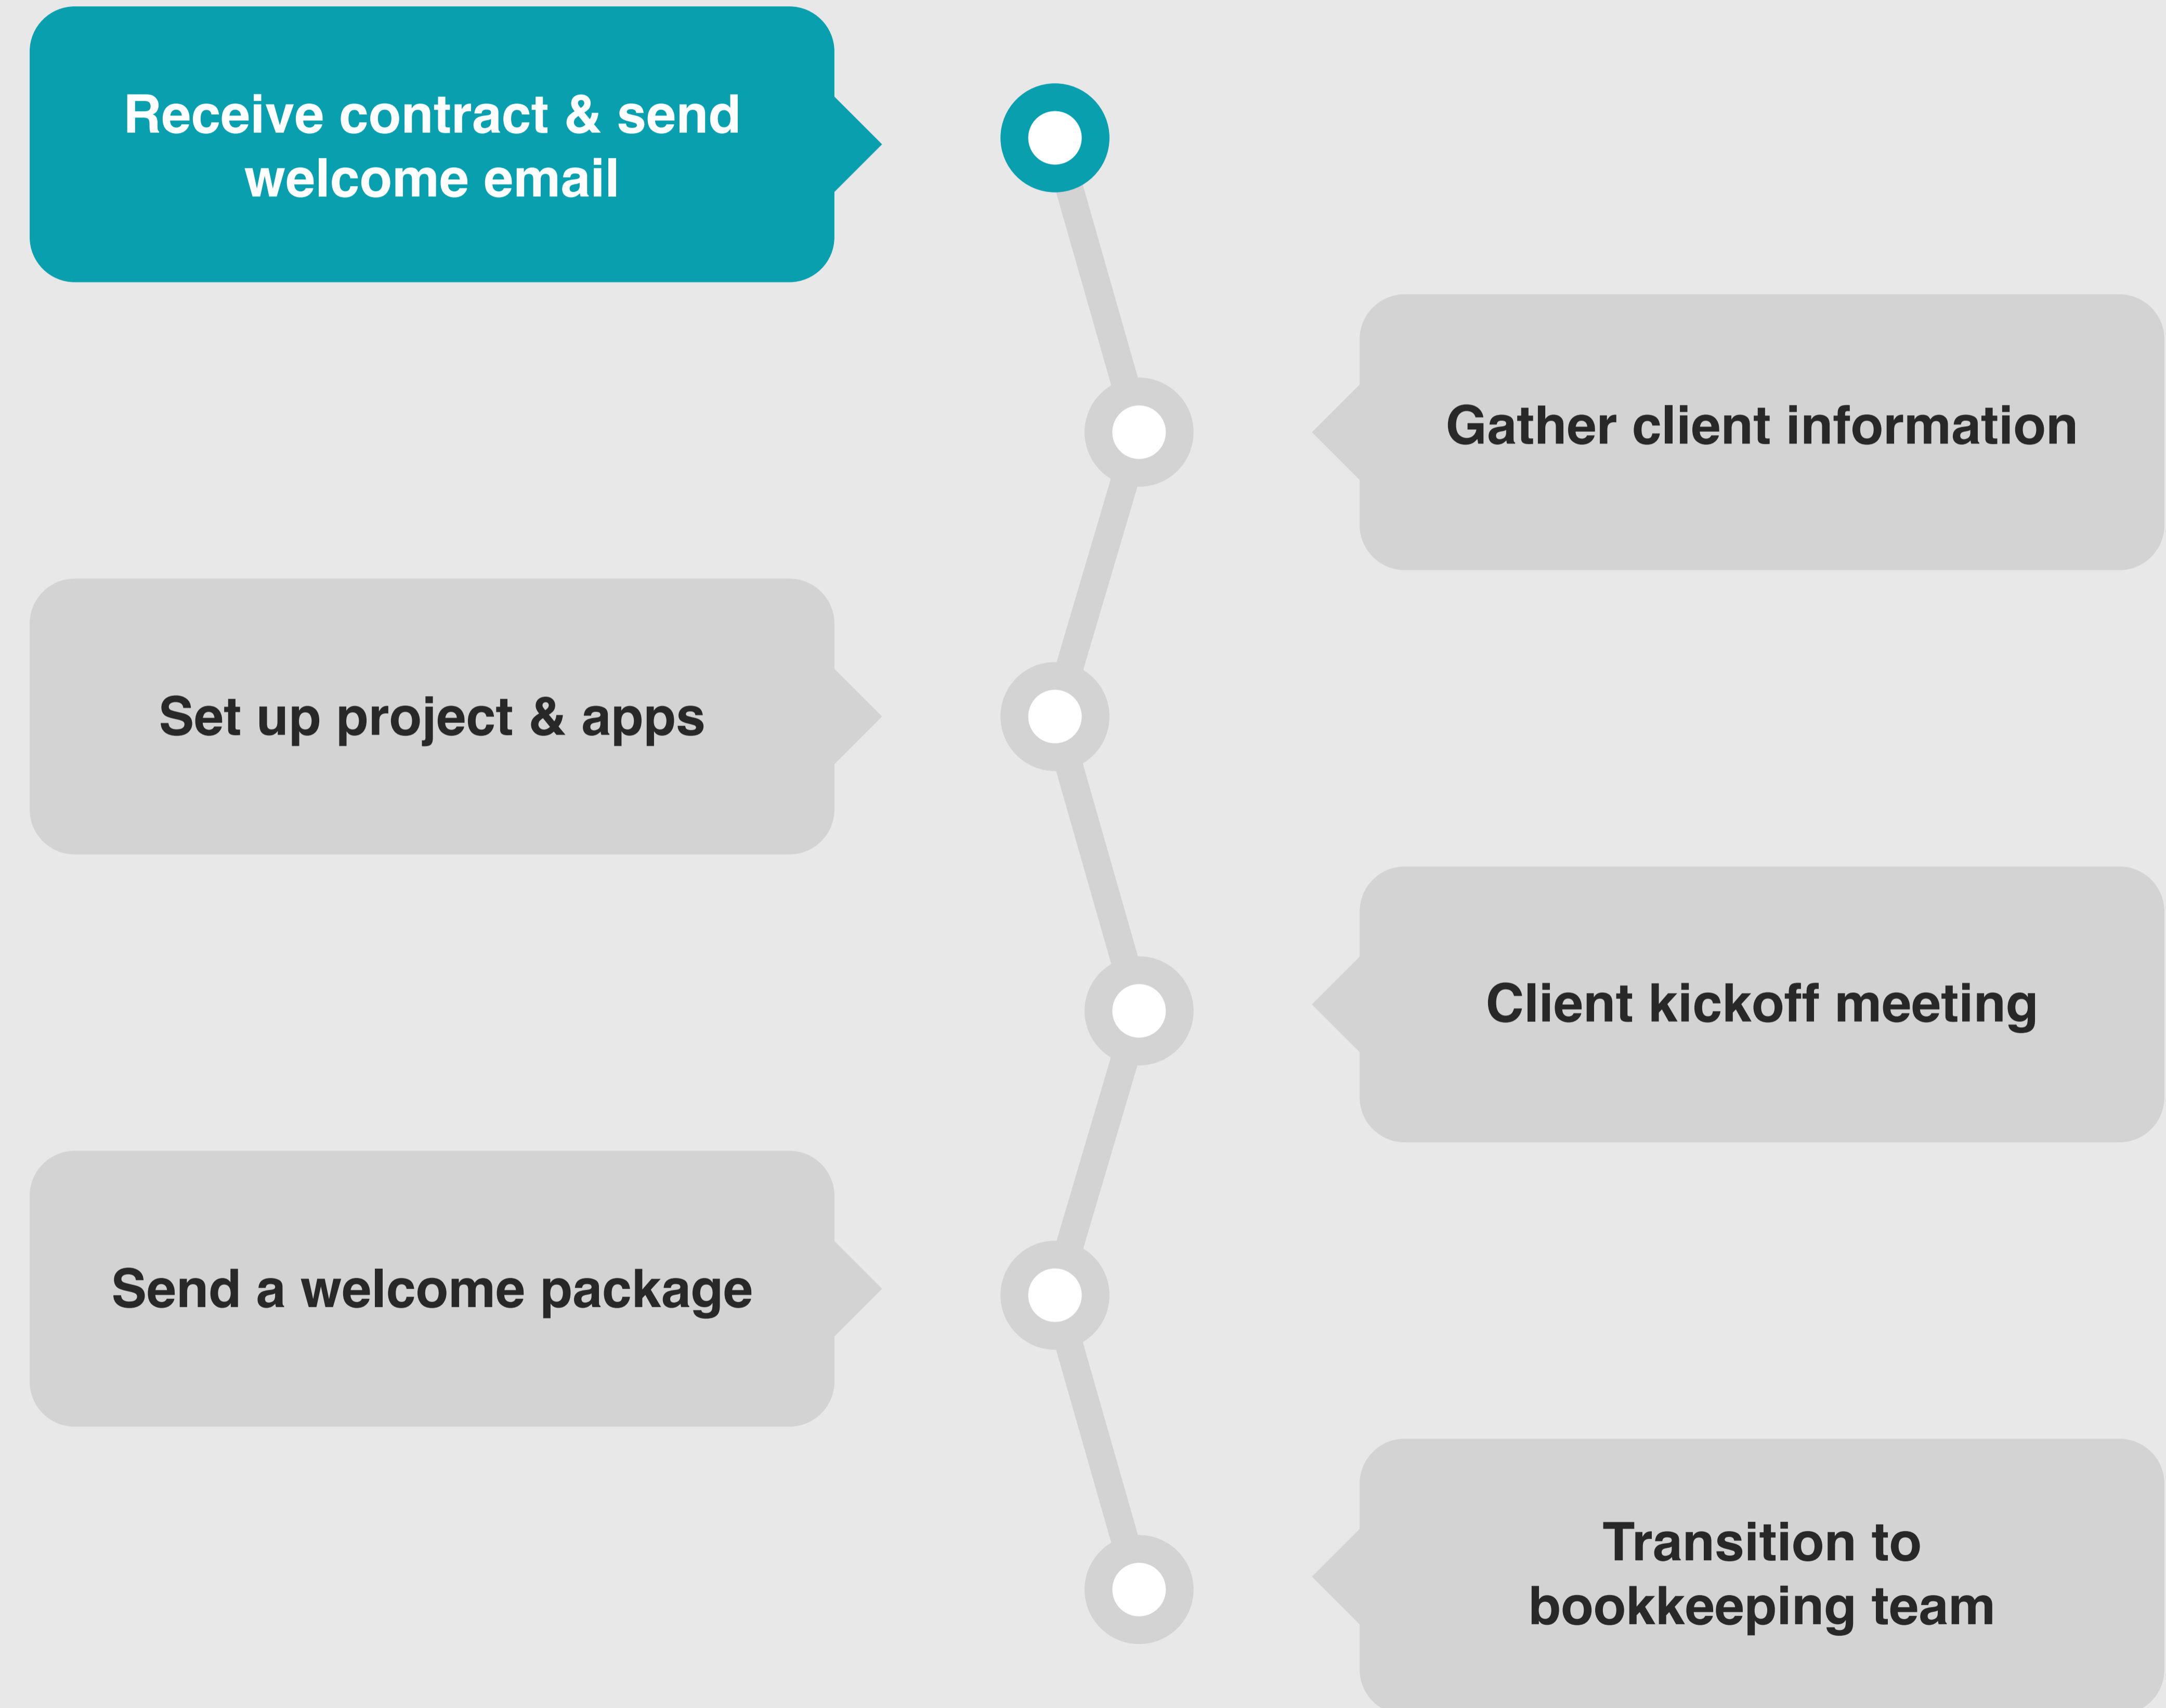 Receive contract & send
welcome email
Gather client information
Set up project & apps
Client kickoff meeting
Send a welcome package
Transition to
bookkeeping team